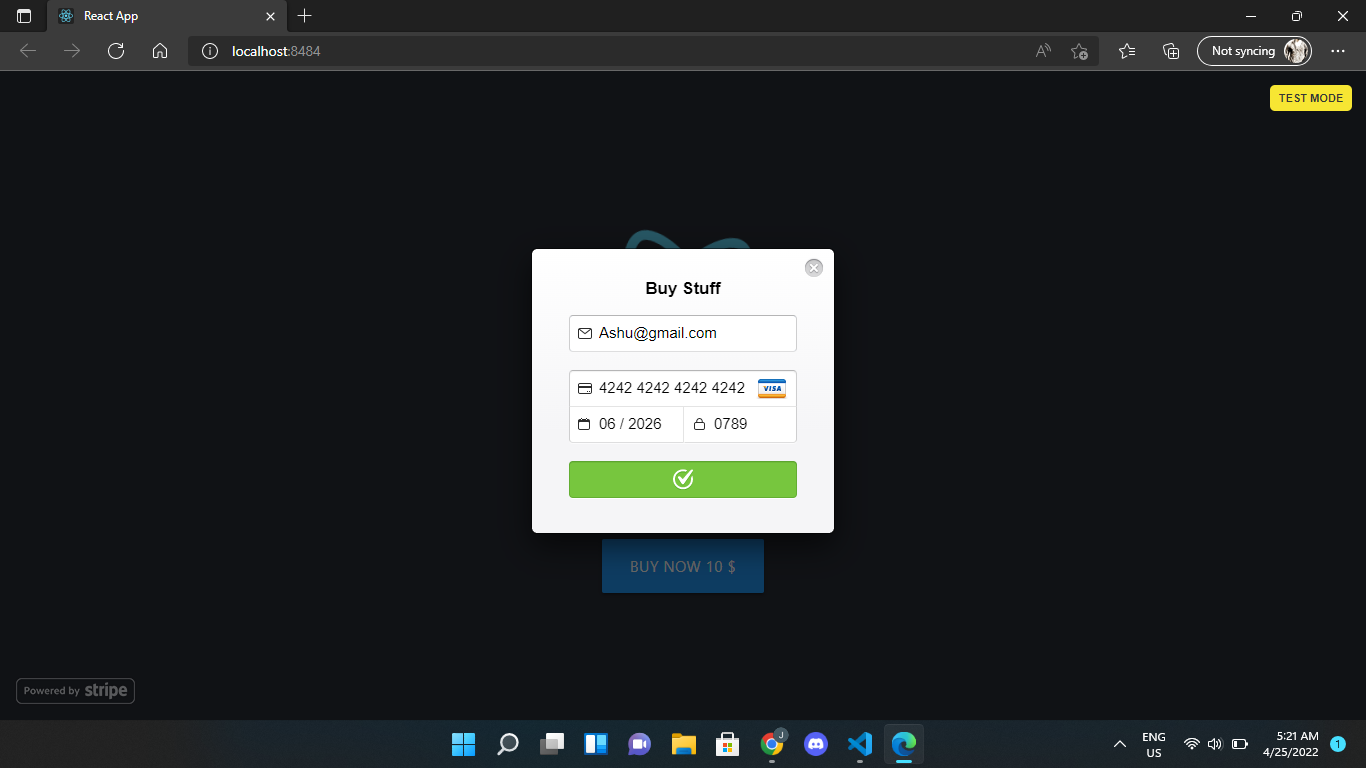 React App
localhost:8484
Not syncing
TEST MODE
Buy Stuff
Ashu@gmail.com
4242 4242 4242 4242 VISA
06 / 2026 0789
BUY NOW 10 $
Powered by stripe
J
ENG
US
5:21 AM
4/25/2022
1